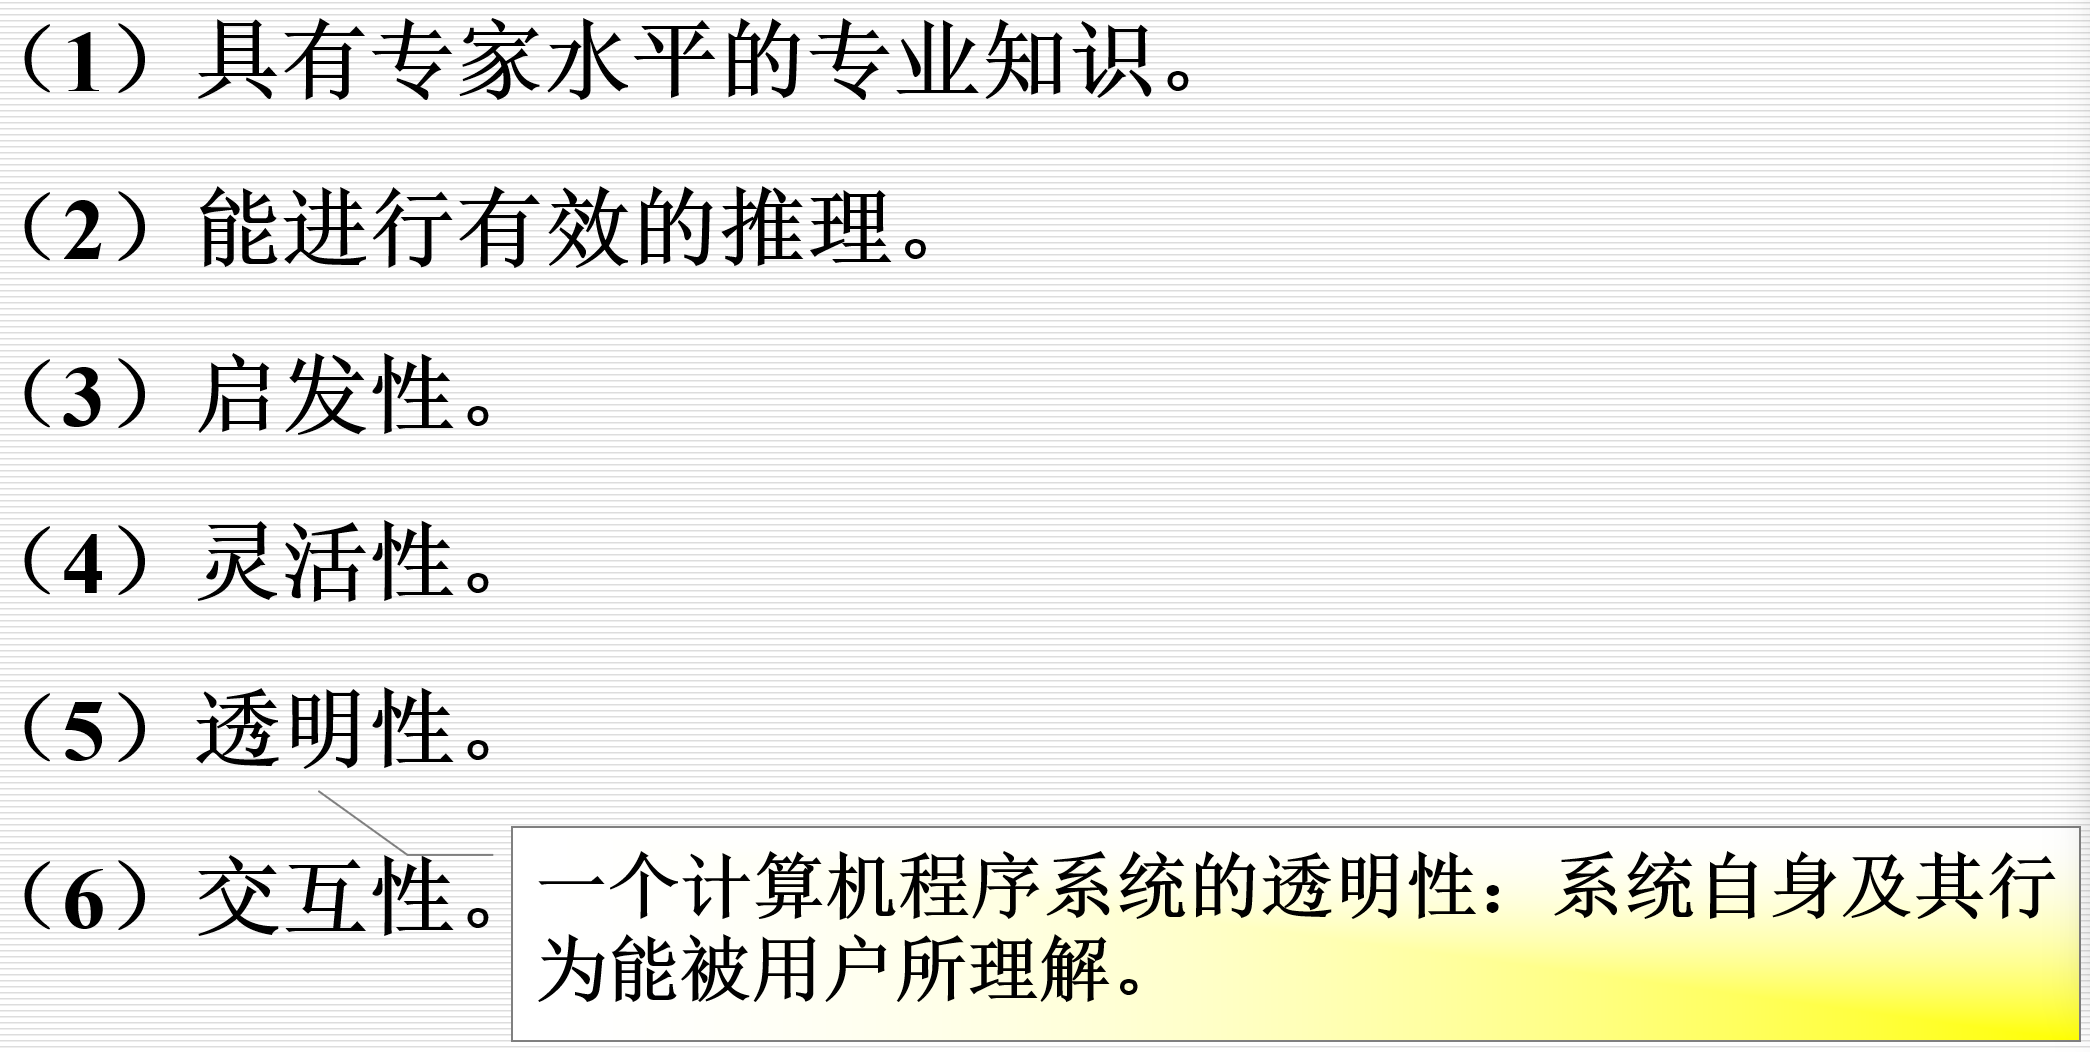 （1）具有专家水平的专业知识。
（2）能进行有效的推理。
（3）启发性。
（4）灵活性。
（5）透明性。
（6）交互性。
一个计算机程序系统的透明性：系统自身及其行
为能被用户所理解。